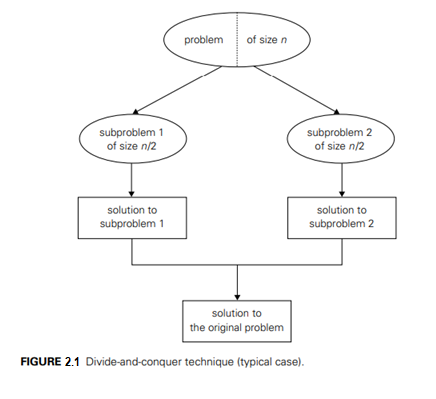 problem of size n
subproblem 1
of size n/2
subproblem 2
of size n/2
solution to
subproblem 1
solution to
subproblem 2
solution to
the original problem
FIGURE 2.1 Divide-and-conquer technique (typical case).